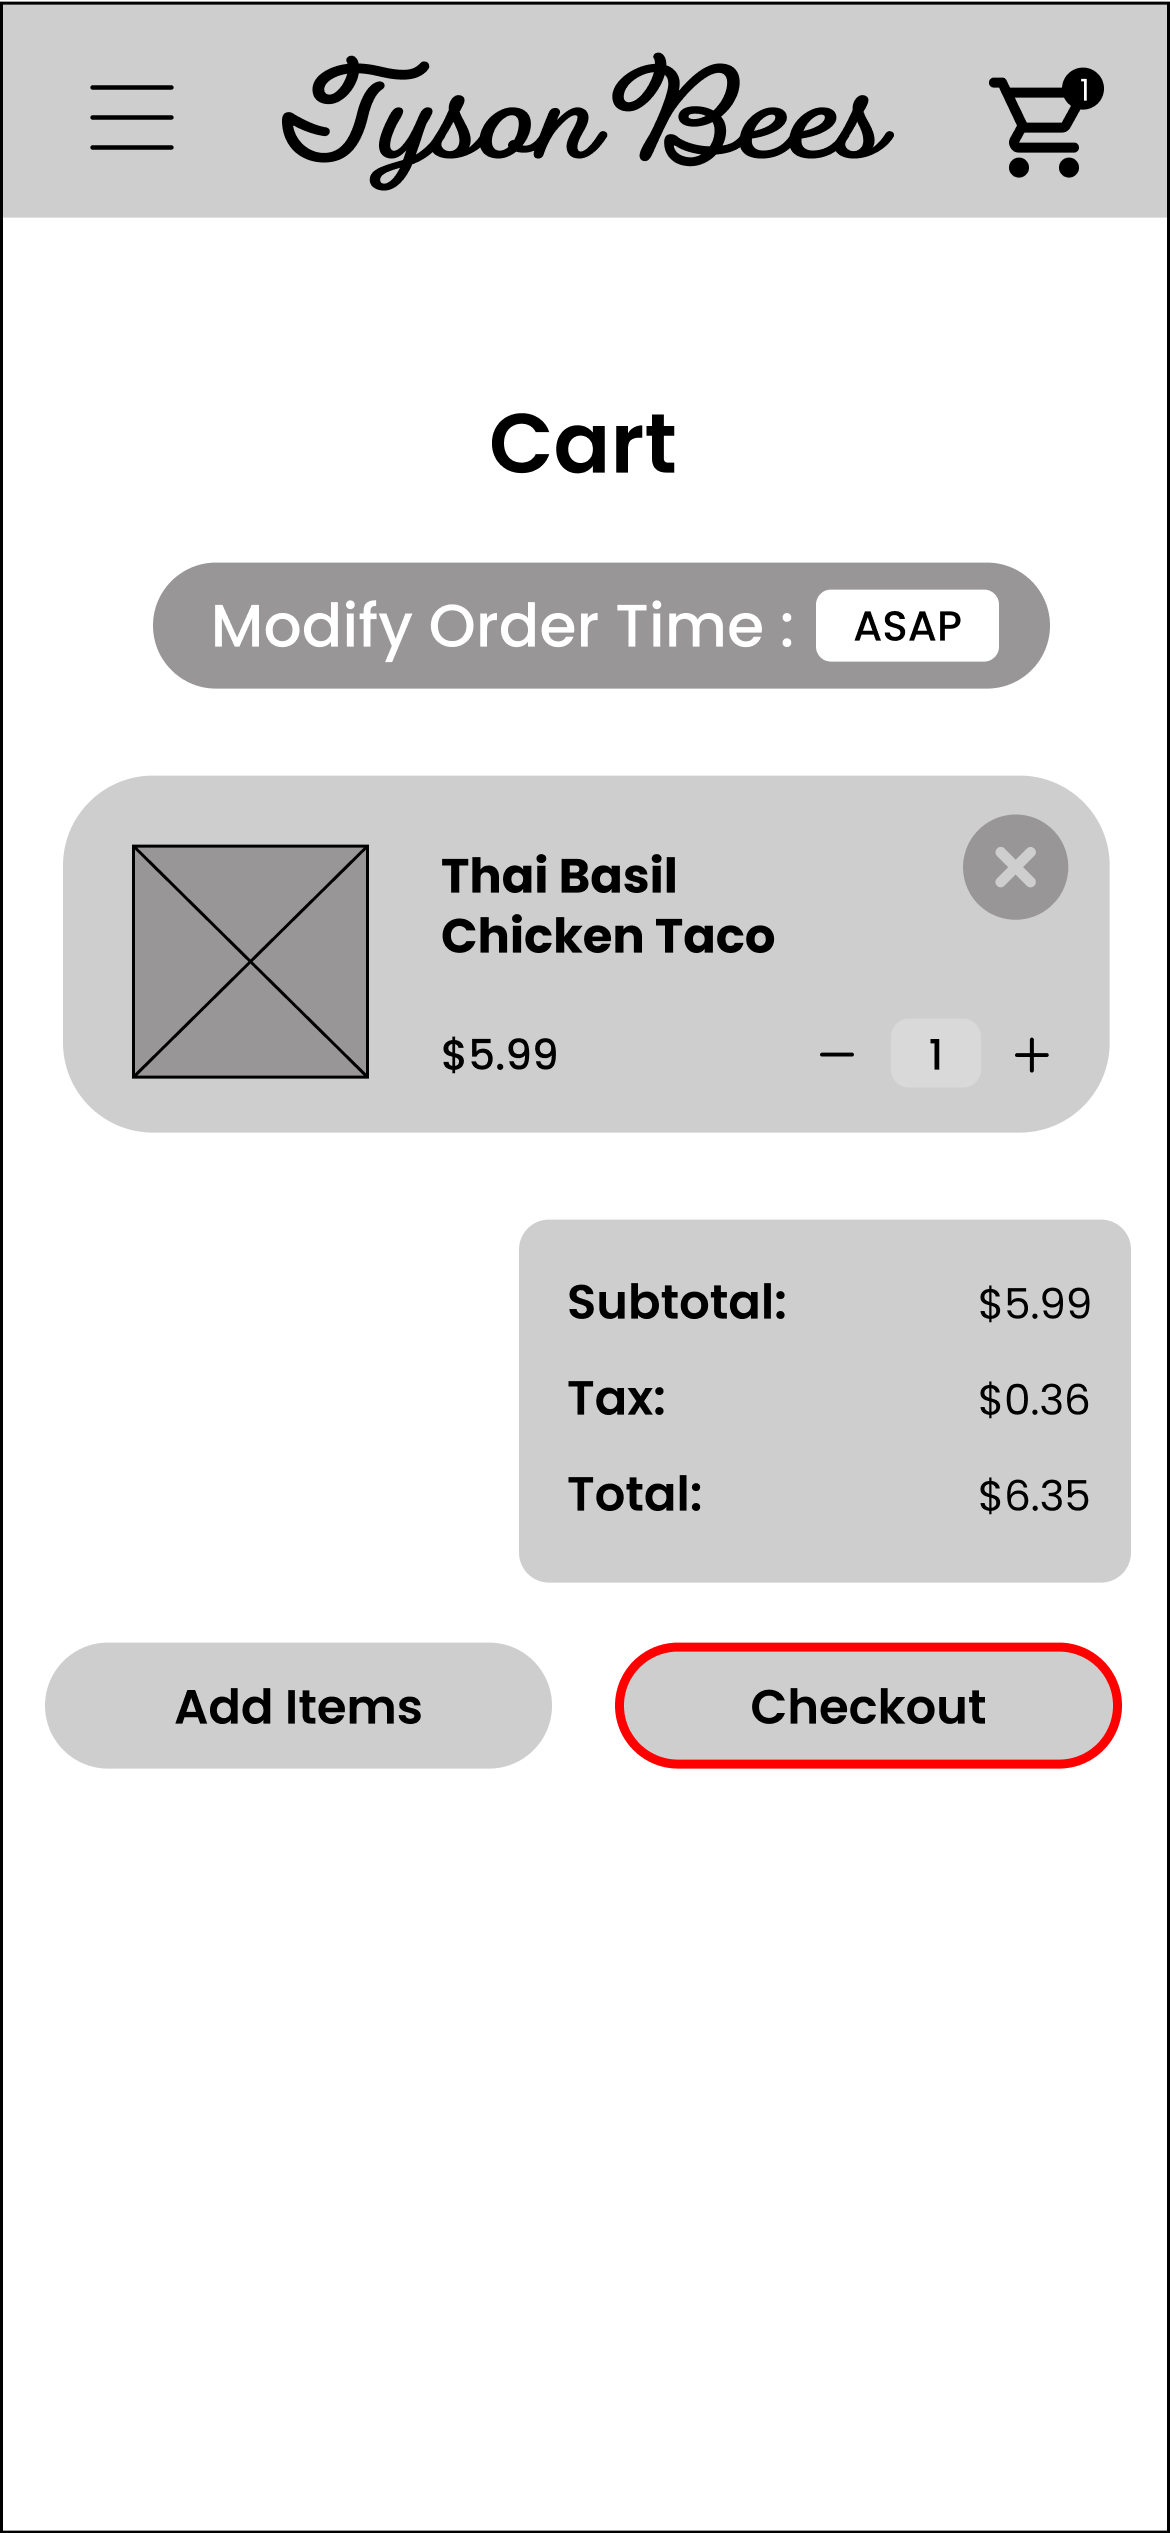 Tyson Bees
1
Cart
Modify Order Time : ASAP
Thai Basil
Chicken Taco
$5.99
1
Subtotal: $5.99
Tax: $0.36
Total: $6.35
Add Items
Checkout